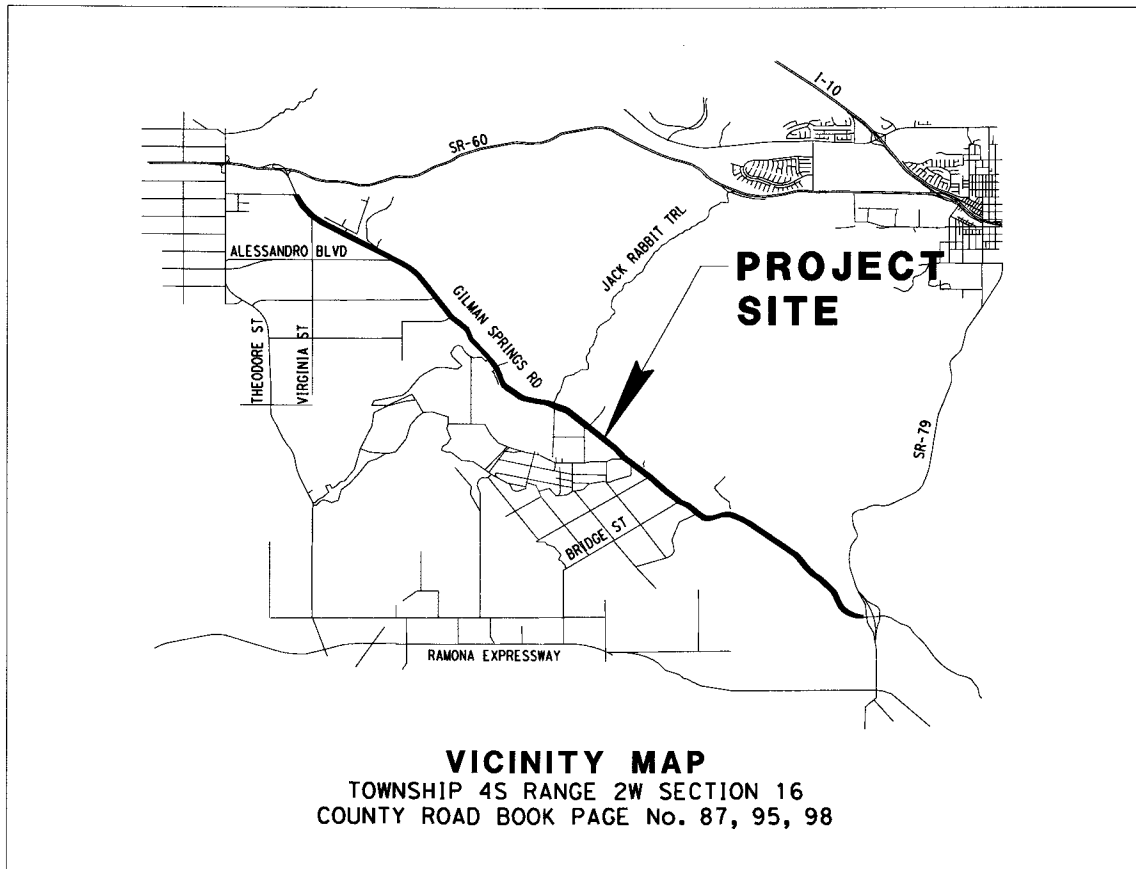 I-10
SR-60
JACK RABBIT TRL
PROJECT
SITE
ALESSANDRO BLVD
GILMAN SPRINGS RD
THEODORE ST
VIRGINIA ST
SR-79
BRIDGE ST
RAMONA EXPRESSWAY
VICINITY MAP
TOWNSHIP 4S RANGE 2W SECTION 16
COUNTY ROAD BOOK PAGE No. 87, 95, 98